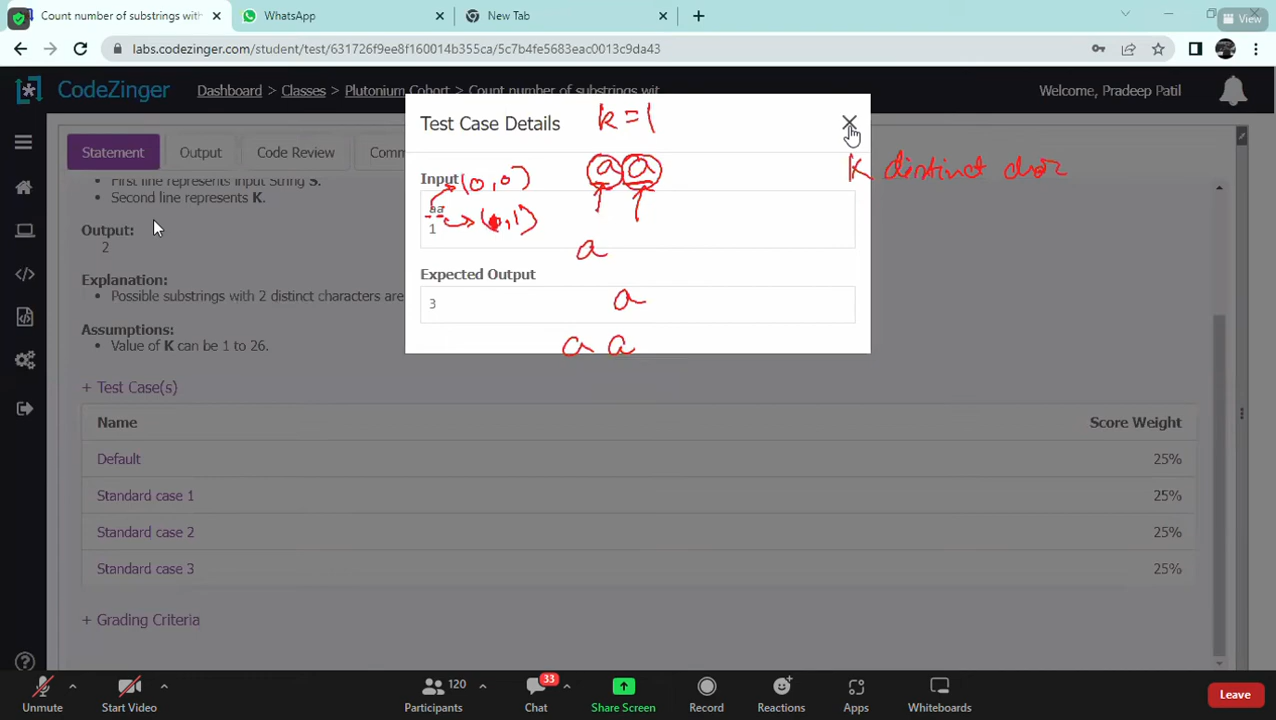 Count number of substrings with
WhatsApp
New Tab
View
labs.codezinger.com/student/test/631726f9ee8f160014b355ca/5c7b4fe5683eac0013c9da43
CodeZinger
Dashboard > Classes > Plutonium Cohort > Count number of substrings wit
Welcome, Pradeep Patil
Statement
Output
Code Review
Comm
First line represents input String S.
Second line represents K.
Output:
2
Explanation:
Possible substrings with 2 distinct characters are
Assumptions:
Value of K can be 1 to 26.
Test Case Details
k=1
K distinct char
Input
(0,0)
a a
aa
(0,1)
1
a
Expected Output
3
a
a a
+ Test Case(s)
Name
Score Weight
Default
25%
Standard case 1
25%
Standard case 2
25%
Standard case 3
25%
+ Grading Criteria
Unmute
Start Video
120
Participants
33
Chat
Share Screen
Record
Reactions
Apps
Whiteboards
Leave